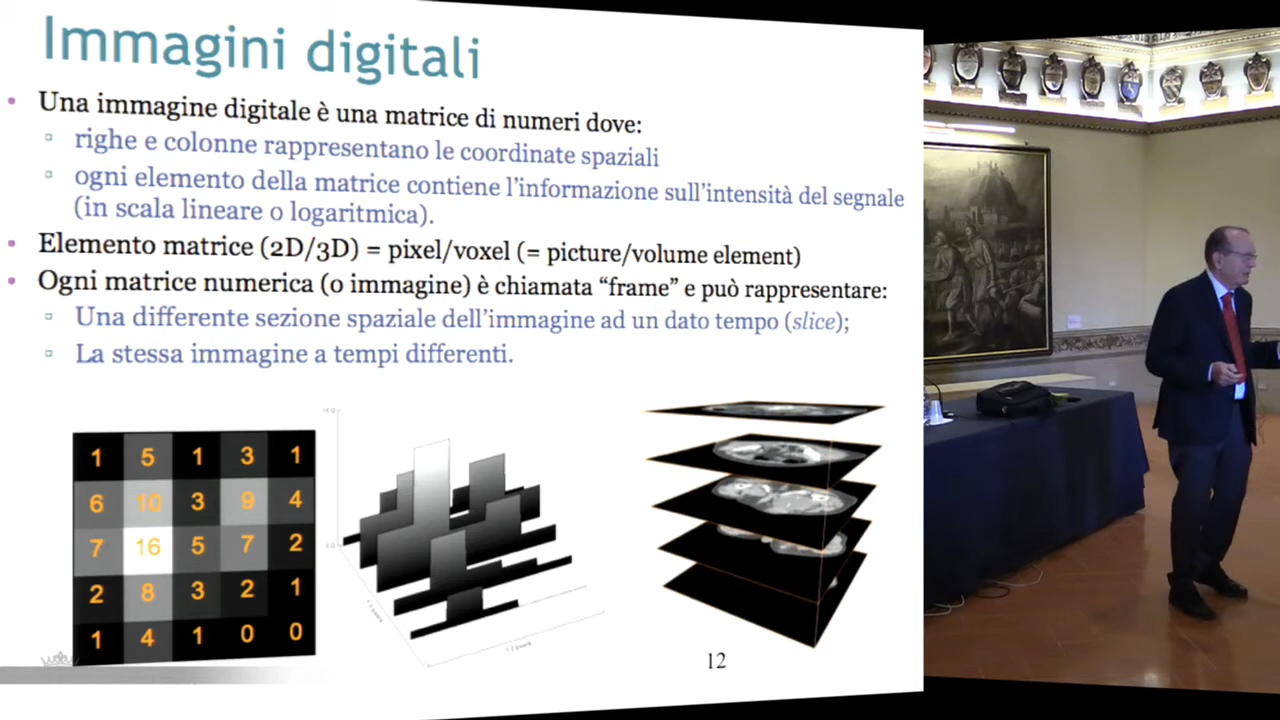 Immagini digitali
• Una immagine digitale è una matrice di numeri dove:
▫ righe e colonne rappresentano le coordinate spaziali
▫ ogni elemento della matrice contiene l'informazione sull'intensità del segnale
(in scala lineare o logaritmica).
• Elemento matrice (2D/3D) = pixel/voxel (= picture/volume element)
• Ogni matrice numerica (o immagine) è chiamata “frame” e può rappresentare:
▫ Una differente sezione spaziale dell'immagine ad un dato tempo (slice);
▫ La stessa immagine a tempi differenti.
1 5 1 3 1
6 10 3 9 4
7 16 5 7 2
2 8 3 2 1
1 4 1 0 0
12